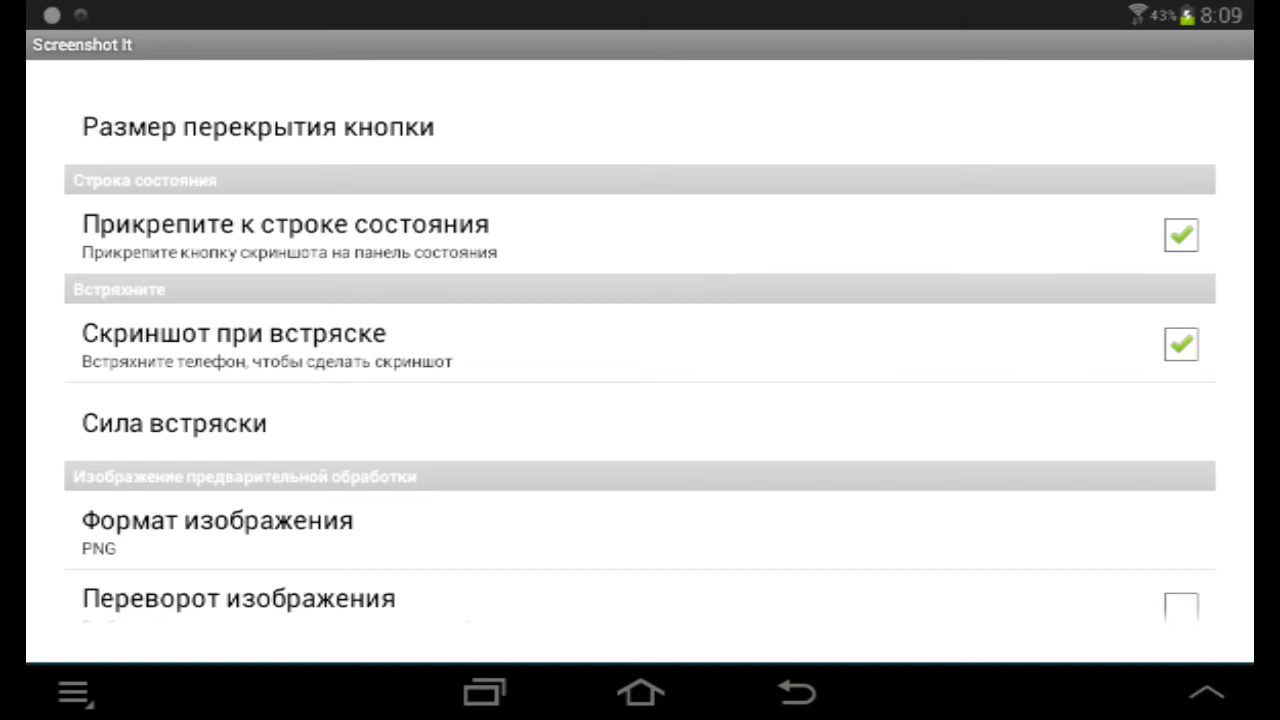 43% 8:09
Screenshot It
Размер перекрытия кнопки
Строка состояния
Прикрепите к строке состояния
Прикрепите кнопку скриншота на панель состояния
Встряхните
Скриншот при встряске
Встряхните телефон, чтобы сделать скриншот
Сила встряски
Изображение предварительной обработки
Формат изображения
PNG
Переворот изображения